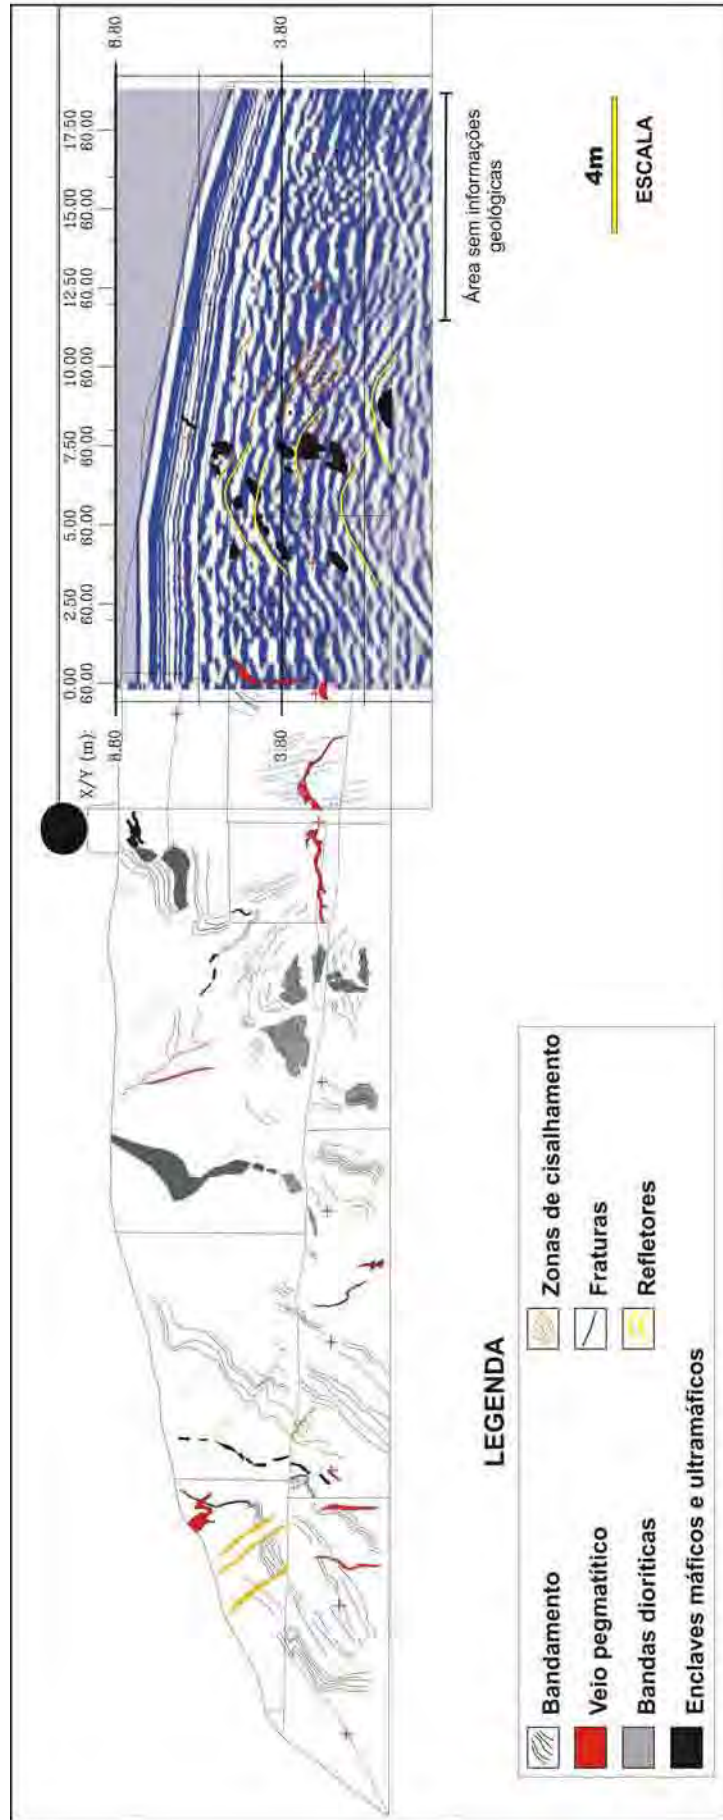 X/Y (m):
0.00 2.50 5.00 7.50 10.00 12.50 15.00 17.50
60.00 60.00 60.00 60.00 60.00 60.00 60.00 60.00
8.80 8.80
3.80 3.80
Área sem informações
geológicas
4m
ESCALA
LEGENDA
Bandamento
Veio pegmatítico
Bandas dioríticas
Enclaves máficos e ultramáficos
Zonas de cisalhamento
Fraturas
Refletores